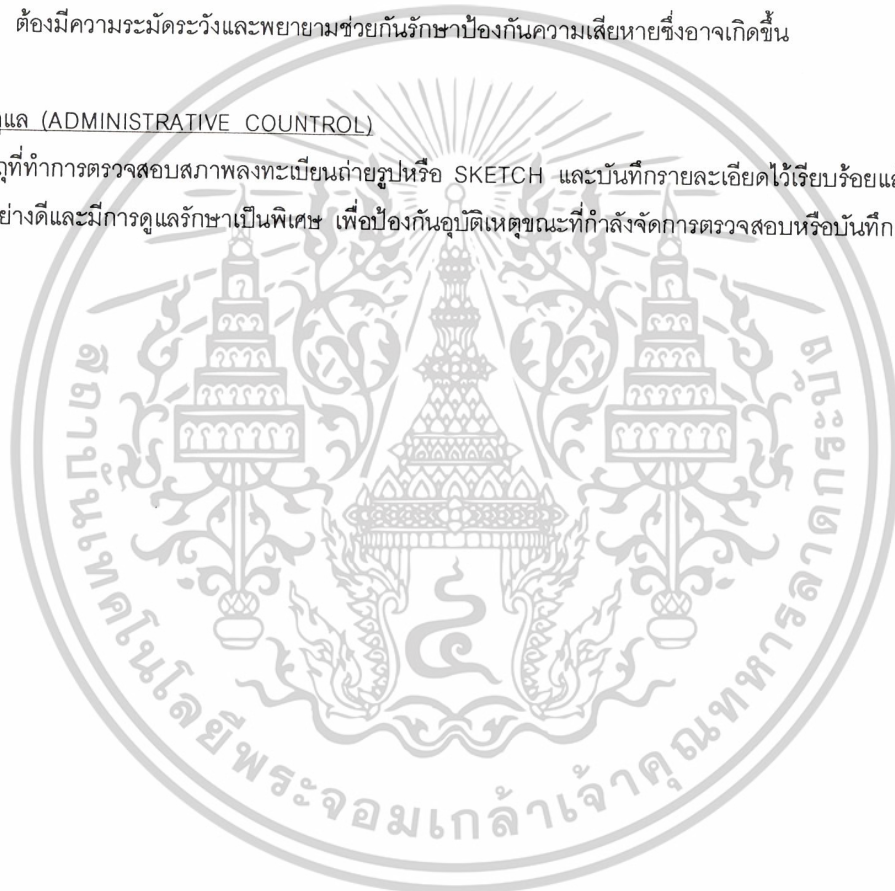 ต้องมีความระมัดระวังและพยายามช่วยกันรักษาป้องกันความเสียหายซึ่งอาจเกิดขึ้น
ูแล (ADMINISTRATIVE COUNTROL)
ถุที่ทำการตรวจสอบสภาพลงทะเบียนถ่ายรูปหรือ SKETCH และบันทึกรายละเอียดไว้เรียบร้อยแล
ย่างดีและมีการดูแลรักษาเป็นพิเศษ เพื่อป้องกันอุบัติเหตุขณะที่กำลังจัดการตรวจสอบหรือบันทึก
สถาบันเทคโนโลยีพระจอมเกล้าเจ้าคุณทหารลาดกระบัง
๔